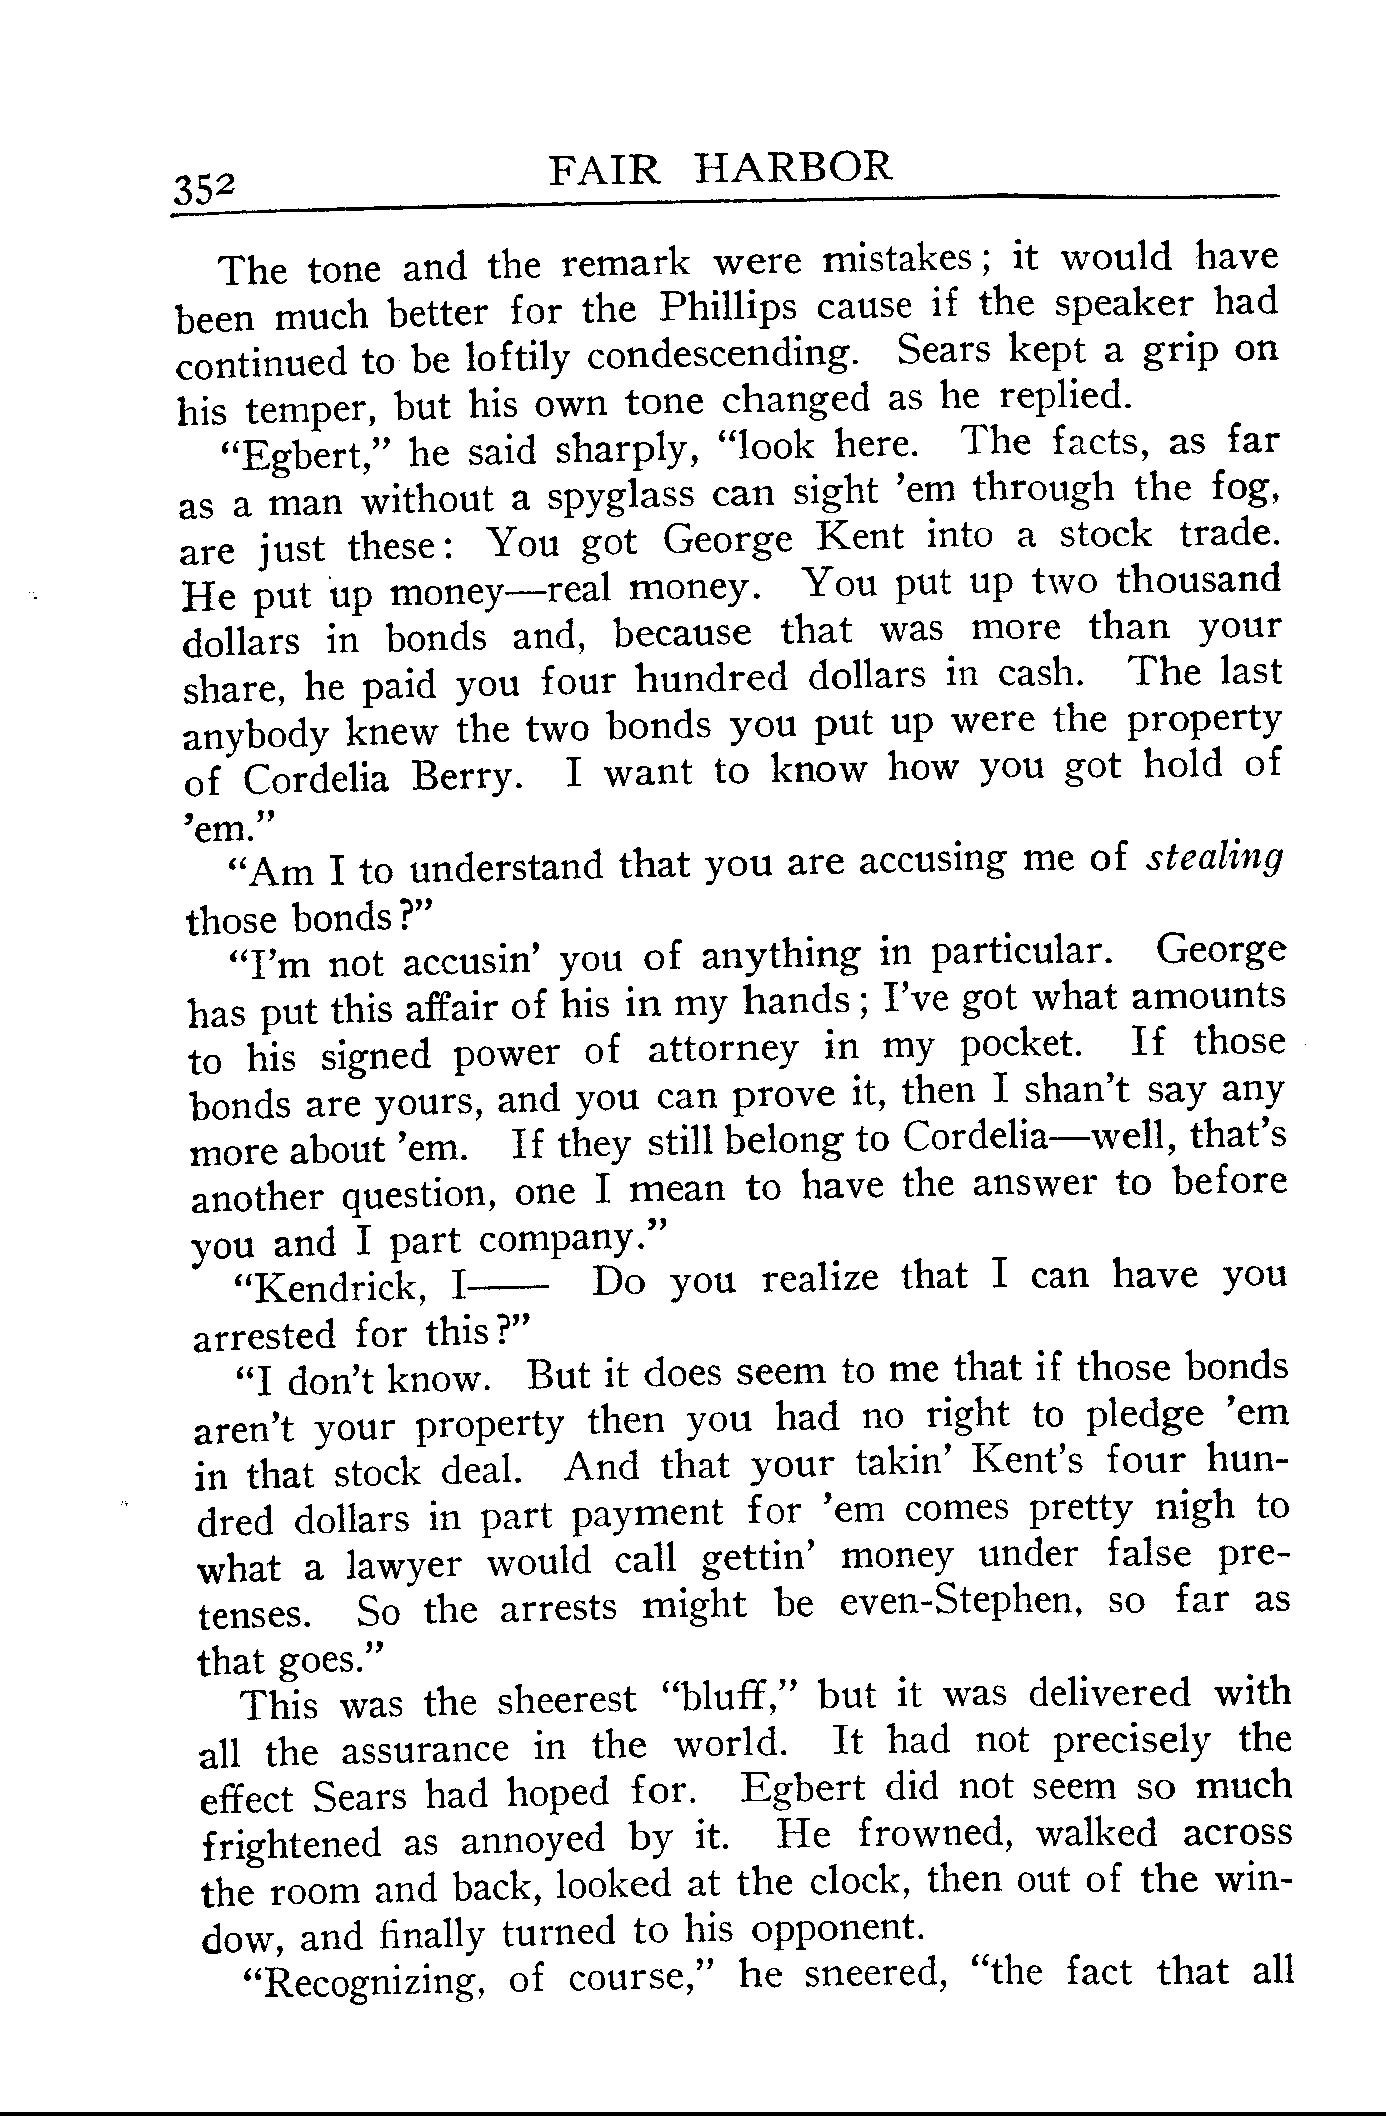 352 FAIR HARBOR
The tone and the remark were mistakes; it would have
been much better for the Phillips cause if the speaker had
continued to be loftily condescending. Sears kept a grip on
his temper, but his own tone changed as he replied.
“Egbert,” he said sharply, “look here. The facts, as far
as a man without a spyglass can sight ’em through the fog,
are just these: You got George Kent into a stock trade.
He put up money—real money. You put up two thousand
dollars in bonds and, because that was more than your
share, he paid you four hundred dollars in cash. The last
anybody knew the two bonds you put up were the property
of Cordelia Berry. I want to know how you got hold of
’em.”
“Am I to understand that you are accusing me of stealing
those bonds?”
“I’m not accusin’ you of anything in particular. George
has put this affair of his in my hands; I’ve got what amounts
to his signed power of attorney in my pocket. If those
bonds are yours, and you can prove it, then I shan’t say any
more about ’em. If they still belong to Cordelia—well, that’s
another question, one I mean to have the answer to before
you and I part company.”
“Kendrick, I—— Do you realize that I can have you
arrested for this?”
“I don’t know. But it does seem to me that if those bonds
aren’t your property then you had no right to pledge ’em
in that stock deal. And that your takin’ Kent’s four hun-
dred dollars in part payment for ’em comes pretty nigh to
what a lawyer would call gettin’ money under false pre-
tenses. So the arrests might be even-Stephen, so far as
that goes.”
This was the sheerest “bluff,” but it was delivered with
all the assurance in the world. It had not precisely the
effect Sears had hoped for. Egbert did not seem so much
frightened as annoyed by it. He frowned, walked across
the room and back, looked at the clock, then out of the win-
dow, and finally turned to his opponent.
“Recognizing, of course,” he sneered, “the fact that all